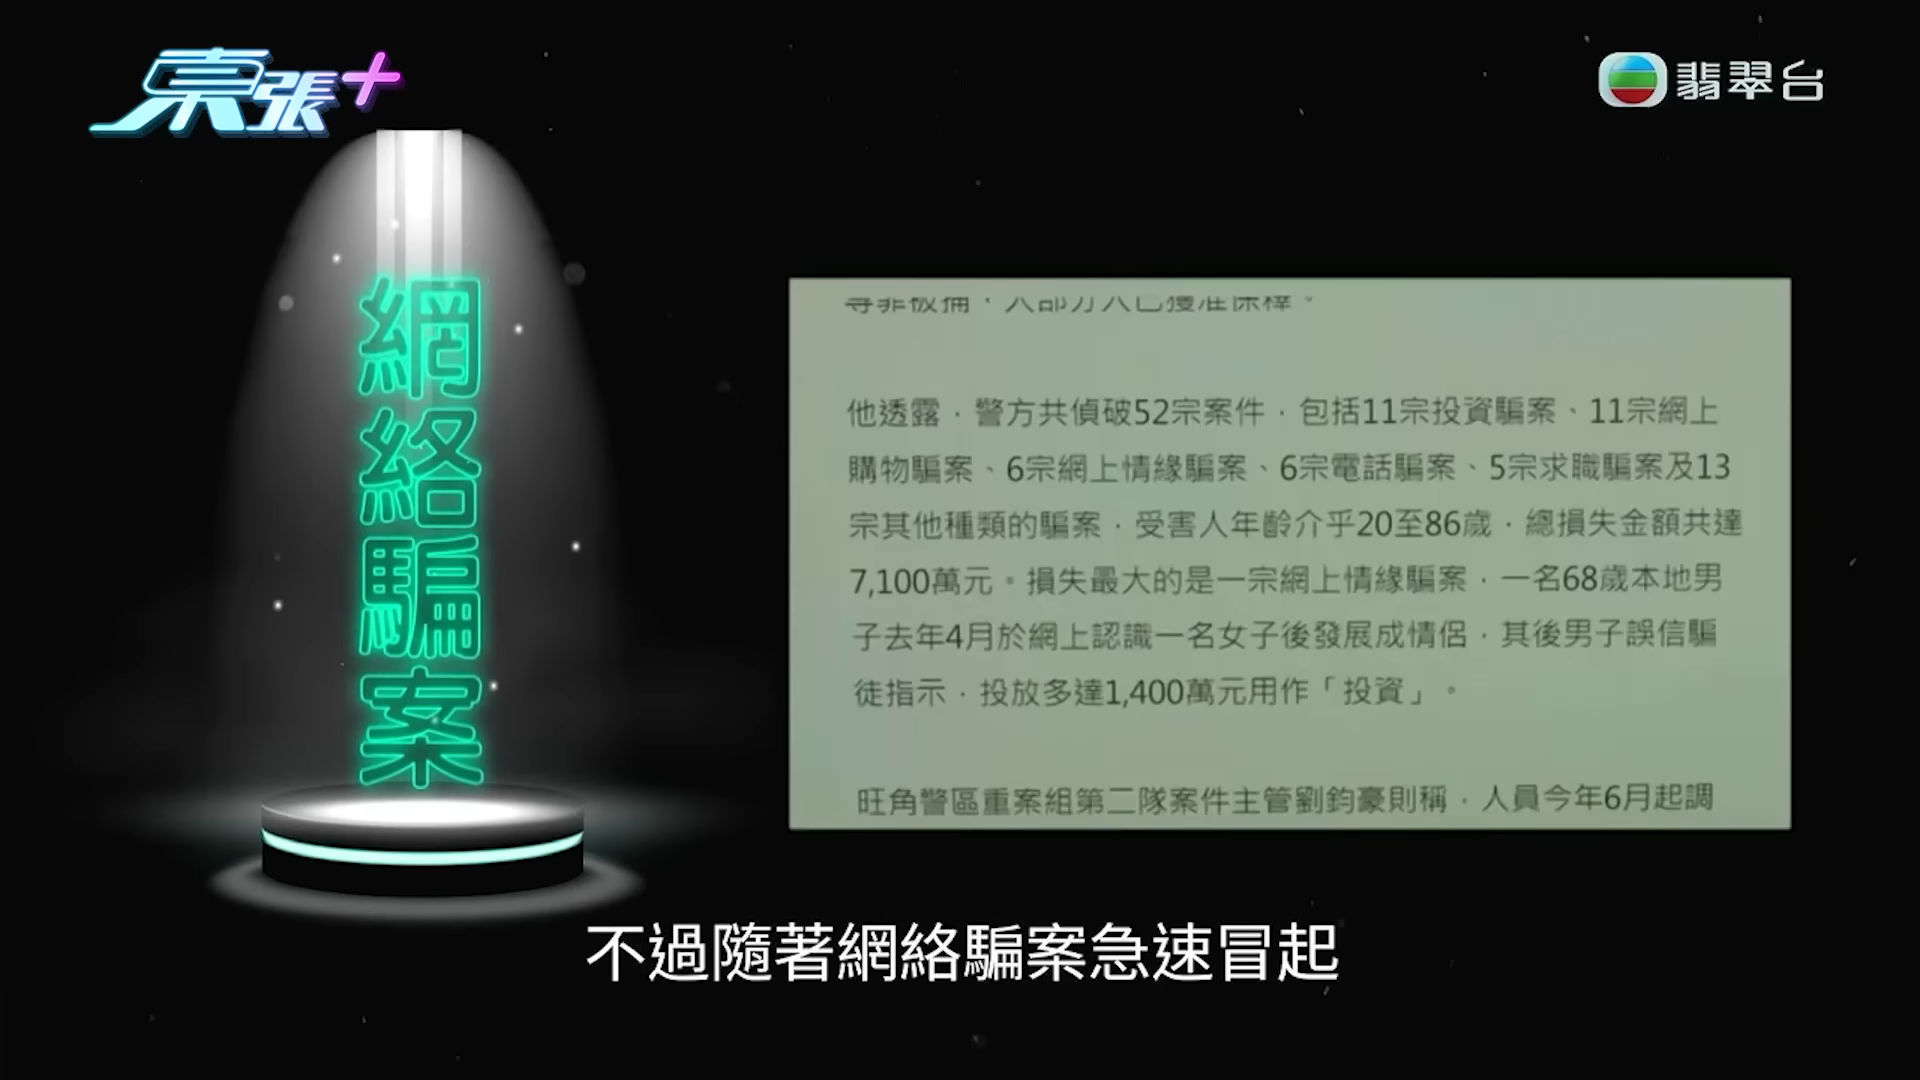 東張+
翡翠台
網絡騙案
他透露，警方共偵破52宗案件，包括11宗投資騙案、11宗網上
購物騙案、6宗網上情緣騙案、6宗電話騙案、5宗求職騙案及13
宗其他種類的騙案，受害人年齡介乎20至86歲，總損失金額共達
7,100萬元。損失最大的是一宗網上情緣騙案，一名68歲本地男
子去年4月於網上認識一名女子後發展成情侶，其後男子誤信騙
徒指示，投放多達1,400萬元用作「投資」。
旺角警區重案組第二隊案件主管劉鈞豪則稱，人員今年6月起調
不過隨著網絡騙案急速冒起